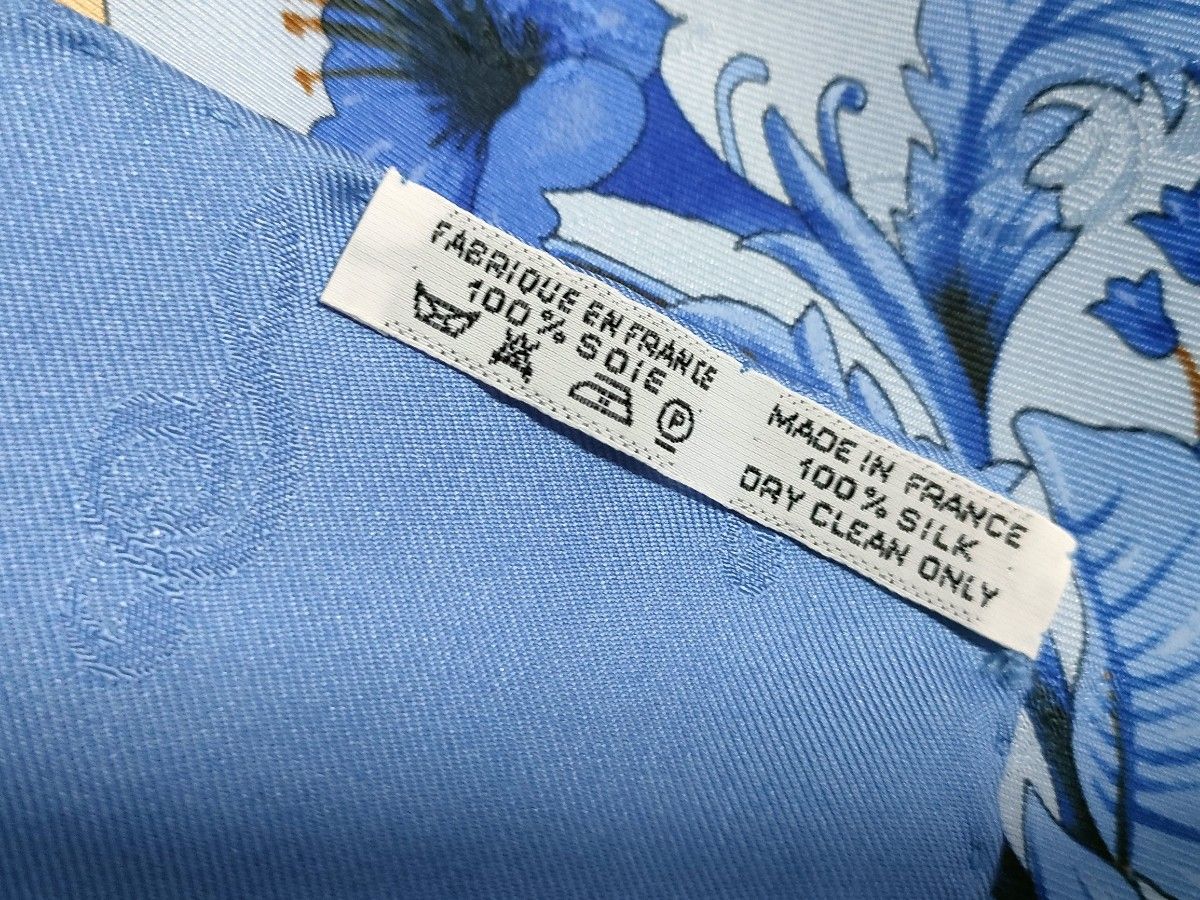 FABRIQUE EN FRANCE
100% SOIE
P
MADE IN FRANCE
100% SILK
DRY CLEAN ONLY